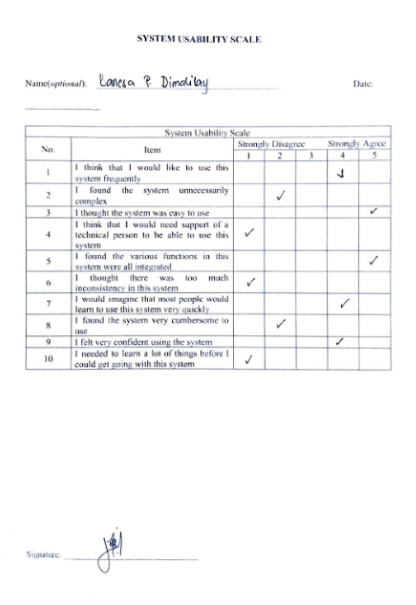 SYSTEM USABILITY SCALE
Name(optional): Lanesa P. Dimdilay Date:
System Usability Scale
No. Item Strongly Disagree Strongly Agree
1 2 3 4 5
1 I think that I would like to use this
system frequently
2 I found the system unnecessarily
complex
3 I thought the system was easy to use
4 I think that I would need support of a
technical person to be able to use this
system
5 I found the various functions in this
system were all integrated
6 I thought there was too much
inconsistency in this system
7 I would imagine that most people would
learn to use this system very quickly
8 I found the system very cumbersome to
use
9 I felt very confident using the system
10 I needed to learn a lot of things before I
could get going with this system
Signature: